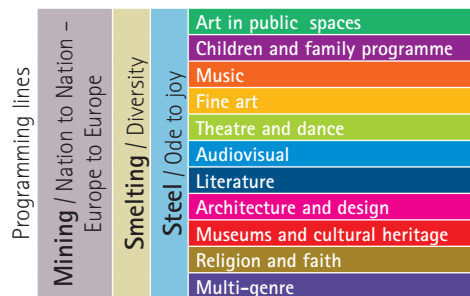 Programming lines
Mining / Nation to Nation –
Europe to Europe
Smelting / Diversity
Steel / Ode to joy
Art in public spaces
Children and family programme
Music
Fine art
Theatre and dance
Audiovisual
Literature
Architecture and design
Museums and cultural heritage
Religion and faith
Multi-genre